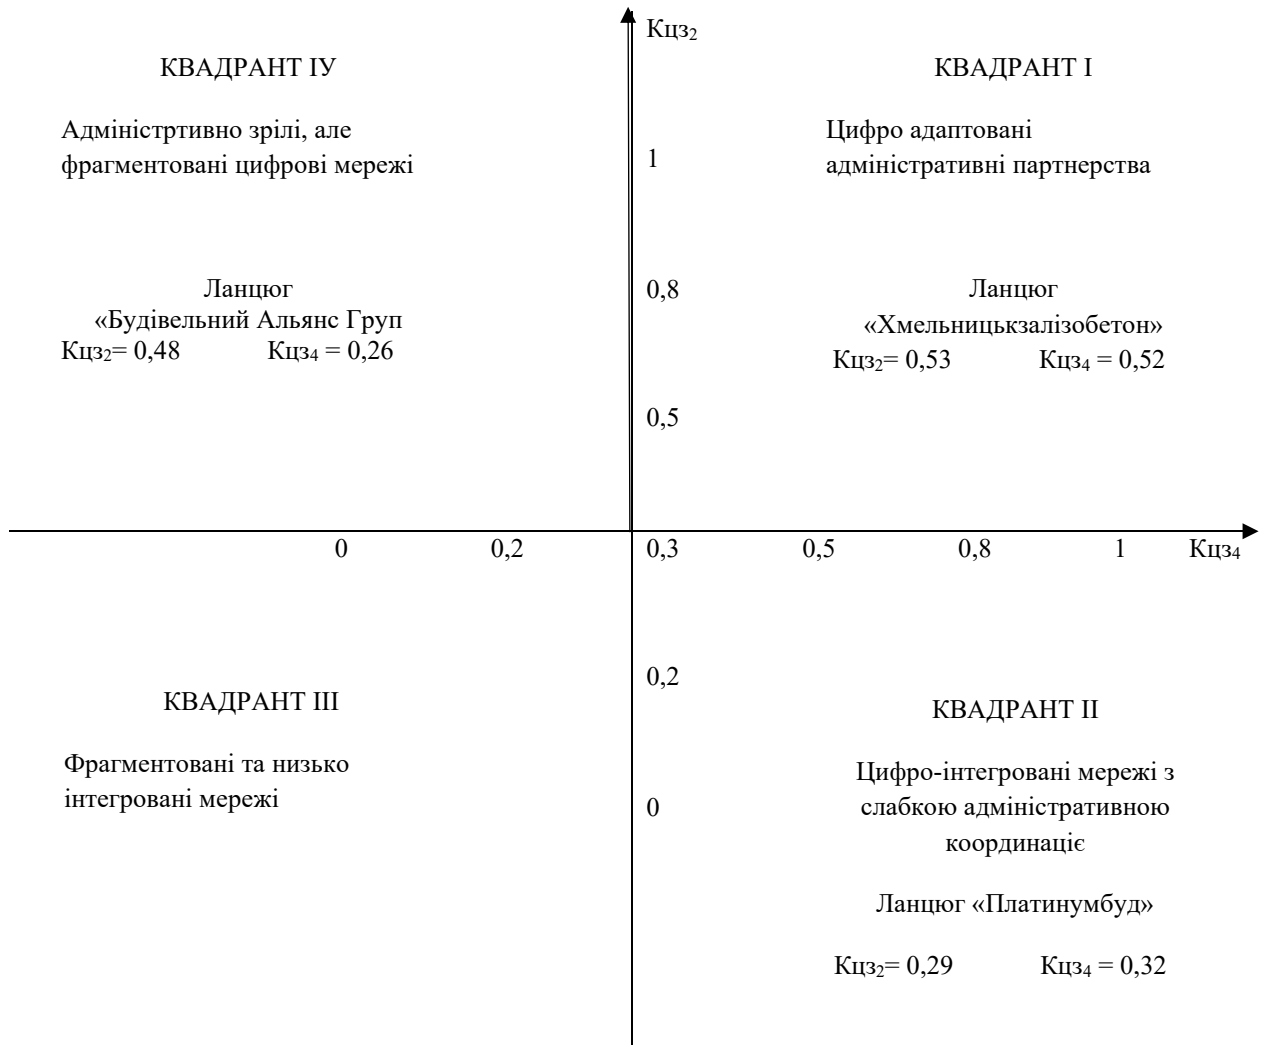 Кцз₂
КВАДРАНТ ІУ
Адміністртивно зрілі, але
фрагментовані цифрові мережі
Ланцюг
«Будівельний Альянс Груп
Кцз₂= 0,48 Кцз₄ = 0,26
КВАДРАНТ І
Цифро адаптовані
адміністративні партнерства
Ланцюг
«Хмельницькзалізобетон»
Кцз₂= 0,53 Кцз₄ = 0,52
1
0,8
0,5
0 0,2 0,3 0,5 0,8 1 Кцз₄
0,2
0
КВАДРАНТ ІІІ
Фрагментовані та низько
інтегровані мережі
КВАДРАНТ ІІ
Цифро-інтегровані мережі з
слабкою адміністративною
координаціє
Ланцюг «Платинумбуд»
Кцз₂= 0,29 Кцз₄ = 0,32